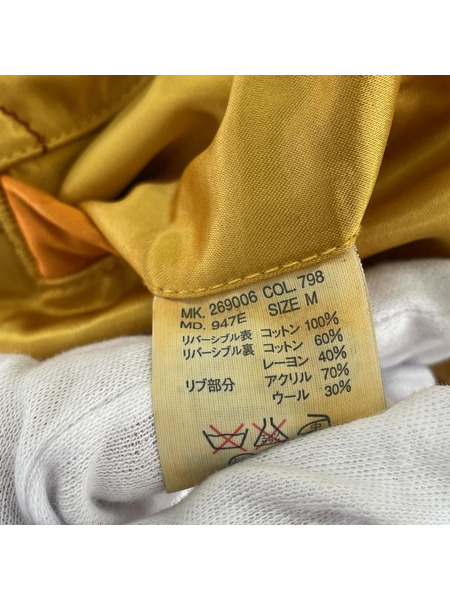 MK. 269006 COL. 798
MD. 947E SIZE M
リバーシブル表 コットン 100%
リバーシブル裏 コットン 60%
レーヨン 40%
リブ部分 アクリル 70%
ウール 30%